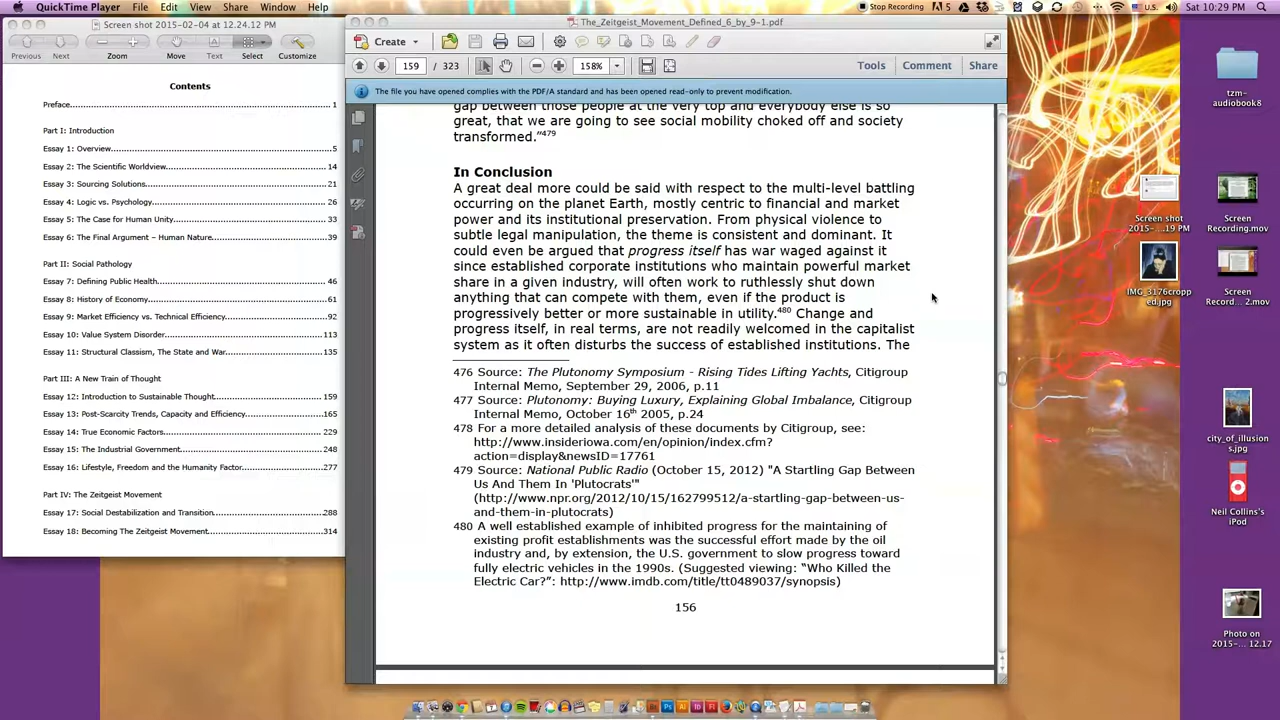 QuickTime Player File Edit View Share Window Help
Stop Recording
5
U.S.
Sat 10:29 PM
Screen shot 2015-02-04 at 12.24.12 PM
Previous Next Zoom Move Text Select Customize
Contents
Preface 1
Part I: Introduction
Essay 1: Overview 5
Essay 2: The Scientific Worldview 14
Essay 3: Sourcing Solutions 21
Essay 4: Logic vs. Psychology 26
Essay 5: The Case for Human Unity 33
Essay 6: The Final Argument – Human Nature 39
Part II: Social Pathology
Essay 7: Defining Public Health 46
Essay 8: History of Economy 61
Essay 9: Market Efficiency vs. Technical Efficiency 92
Essay 10: Value System Disorder 113
Essay 11: Structural Classism, The State and War 135
Part III: A New Train of Thought
Essay 12: Introduction to Sustainable Thought 159
Essay 13: Post-Scarcity Trends, Capacity and Efficiency 165
Essay 14: True Economic Factors 229
Essay 15: The Industrial Government 248
Essay 16: Lifestyle, Freedom and the Humanity Factor 277
Part IV: The Zeitgeist Movement
Essay 17: Social Destabilization and Transition 288
Essay 18: Becoming The Zeitgeist Movement 314
The_Zeitgeist_Movement_Defined_6_by_9-1.pdf
Create
159 / 323
158%
Tools Comment Share
The file you have opened complies with the PDF/A standard and has been opened read-only to prevent modification.
gap between those people at the very top and everybody else is so
great, that we are going to see social mobility choked off and society
transformed."479
In Conclusion
A great deal more could be said with respect to the multi-level battling
occurring on the planet Earth, mostly centric to financial and market
power and its institutional preservation. From physical violence to
subtle legal manipulation, the theme is consistent and dominant. It
could even be argued that progress itself has war waged against it
since established corporate institutions who maintain powerful market
share in a given industry, will often work to ruthlessly shut down
anything that can compete with them, even if the product is
progressively better or more sustainable in utility.480 Change and
progress itself, in real terms, are not readily welcomed in the capitalist
system as it often disturbs the success of established institutions. The
476 Source: The Plutonomy Symposium - Rising Tides Lifting Yachts, Citigroup
Internal Memo, September 29, 2006, p.11
477 Source: Plutonomy: Buying Luxury, Explaining Global Imbalance, Citigroup
Internal Memo, October 16th 2005, p.24
478 For a more detailed analysis of these documents by Citigroup, see:
http://www.insideriowa.com/en/opinion/index.cfm?
action=display&newsID=17761
479 Source: National Public Radio (October 15, 2012) "A Startling Gap Between
Us And Them In 'Plutocrats'"
(http://www.npr.org/2012/10/15/162799512/a-startling-gap-between-us-
and-them-in-plutocrats)
480 A well established example of inhibited progress for the maintaining of
existing profit establishments was the successful effort made by the oil
industry and, by extension, the U.S. government to slow progress toward
fully electric vehicles in the 1990s. (Suggested viewing: "Who Killed the
Electric Car?": http://www.imdb.com/title/tt0489037/synopsis)
156
tzm-
audiobook8
Screen shot
2015-...19 PM
Screen
Recording.mov
IMG_3176cropp
ed.jpg
Screen
Record... 2.mov
city_of_illusion
s.jpg
Neil Collins's
iPod
Photo on
2015-... 12.17